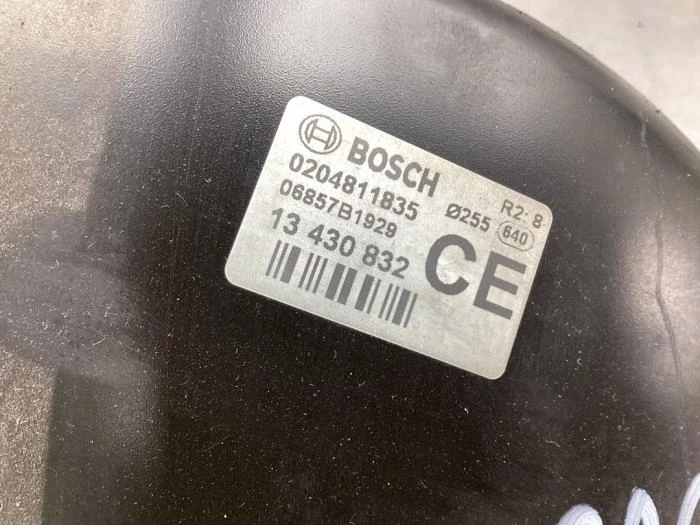 BOSCH
0204811835
06857B1929
13 430 832
R2: 8
Ø255 640
CE